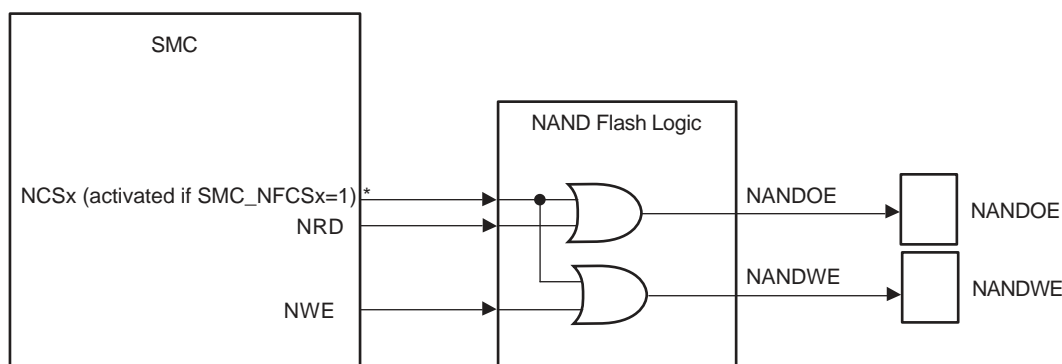 SMC
NAND Flash Logic
NCSx (activated if SMC_NFCSx=1) *
NANDOE
NANDOE
NRD
NANDWE
NANDWE
NWE